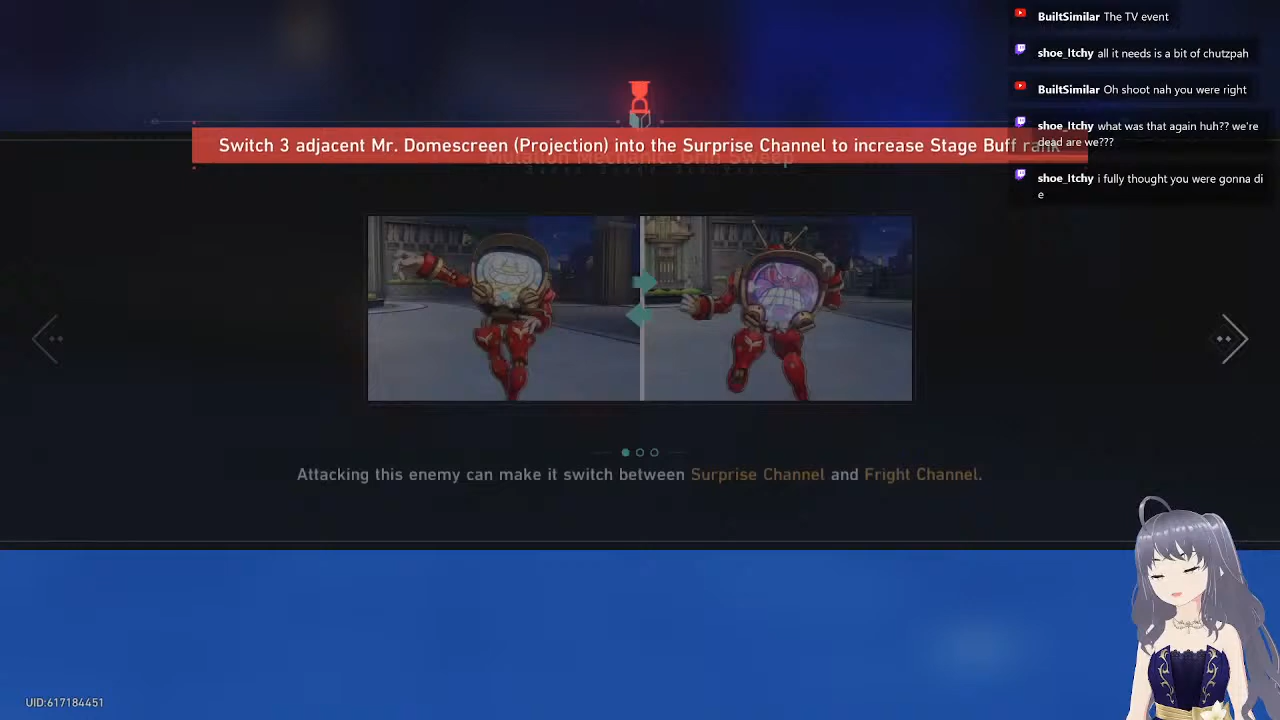 BuiltSimilar The TV event
shoe_Itchy all it needs is a bit of chutzpah
BuiltSimilar Oh shoot nah you were right
shoe_Itchy what was that again huh?? we're
dead are we???
shoe_Itchy i fully thought you were gonna di
e
Switch 3 adjacent Mr. Domescreen (Projection) into the Surprise Channel to increase Stage Buff rank
Mutation Mechanic: Grin Sweep
Attacking this enemy can make it switch between Surprise Channel and Fright Channel.
UID:617184451